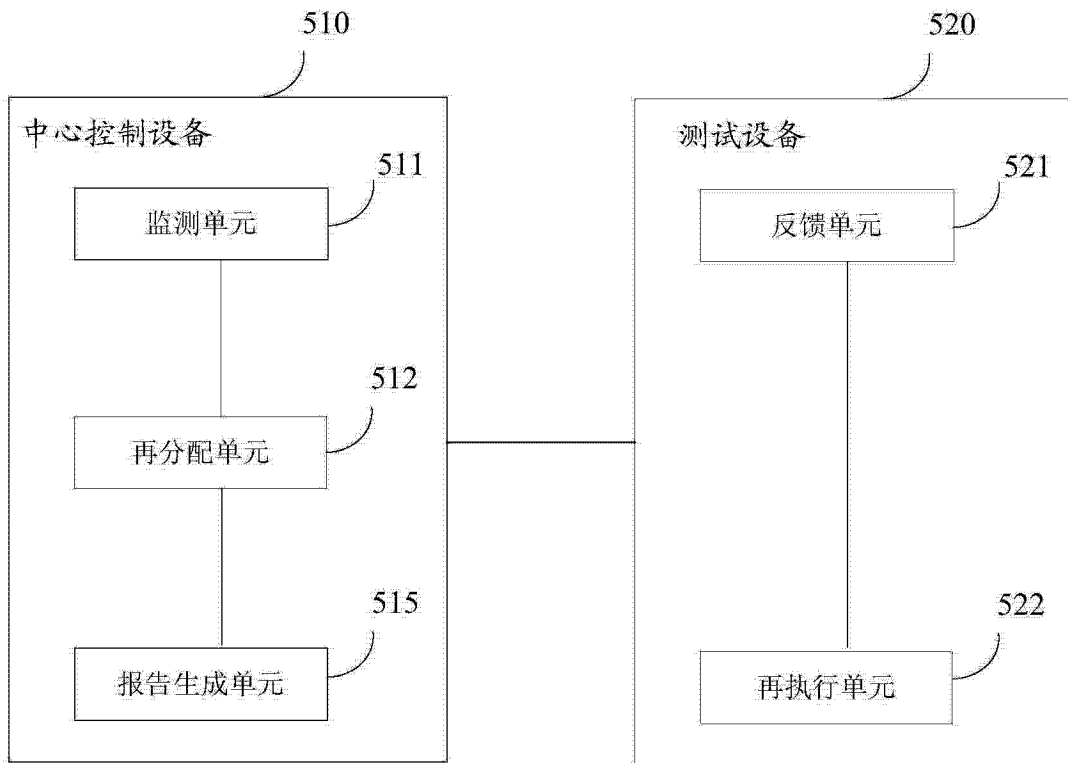 510
520
中心控制设备
测试设备
511
监测单元
521
反馈单元
512
再分配单元
515
报告生成单元
522
再执行单元